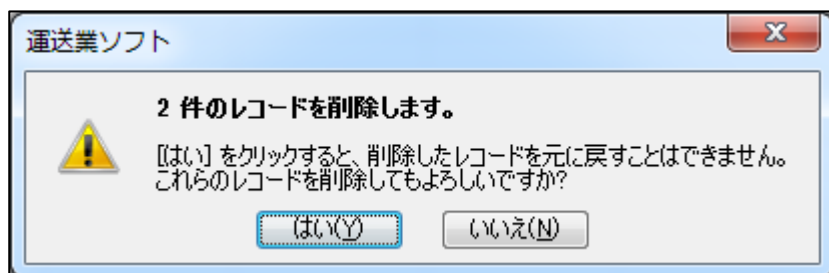 運送業ソフト
2 件のレコードを削除します。
[はい] をクリックすると、削除したレコードを元に戻すことはできません。
これらのレコードを削除してもよろしいですか?
はい(Y) いいえ(N)